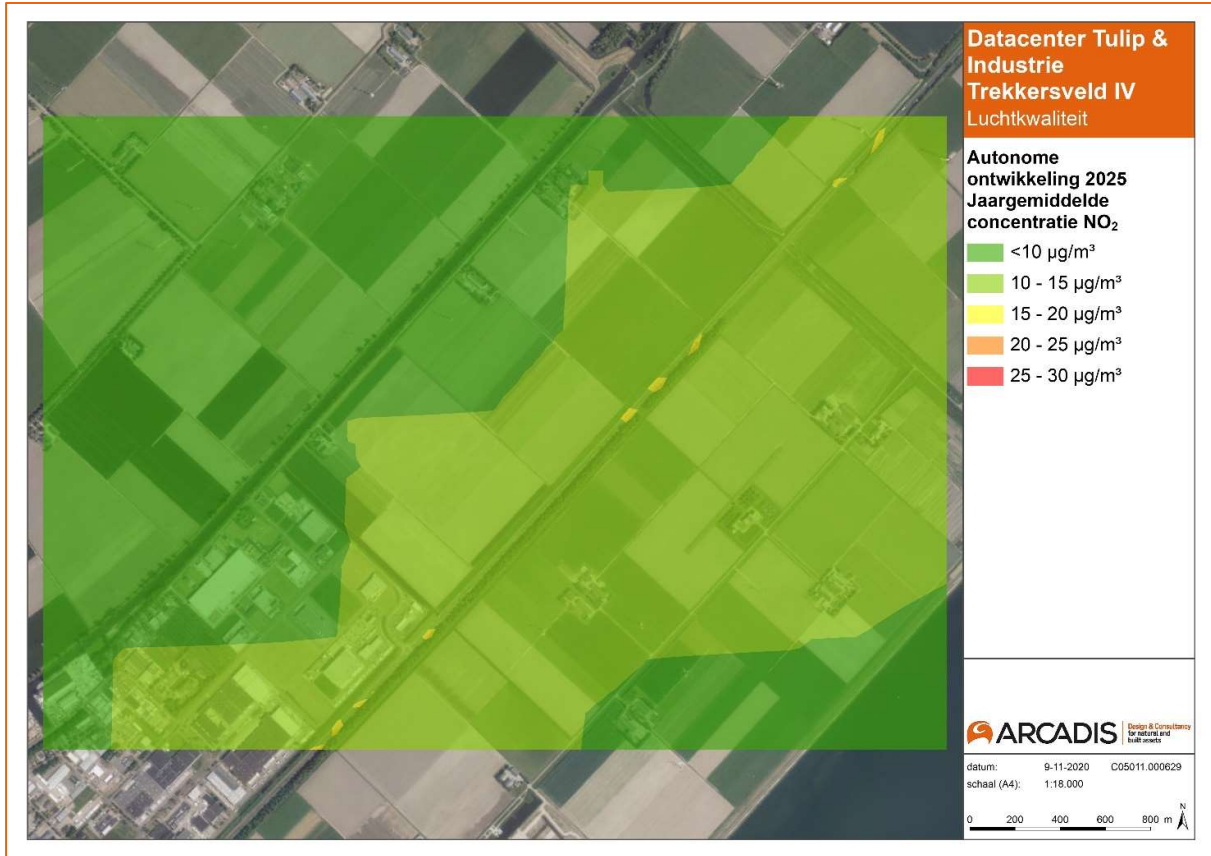 Datacenter Tulip &
Industrie
Trekkersveld IV
Luchtkwaliteit
Autonome
ontwikkeling 2025
Jaargemiddelde
concentratie NO₂
<10 µg/m³
10 - 15 µg/m³
15 - 20 µg/m³
20 - 25 µg/m³
25 - 30 µg/m³
ARCADIS
Design & Consultancy
for natural and
built assets
datum: 9-11-2020 C05011.000629
schaal (A4): 1:18.000
N
0 200 400 600 800 m